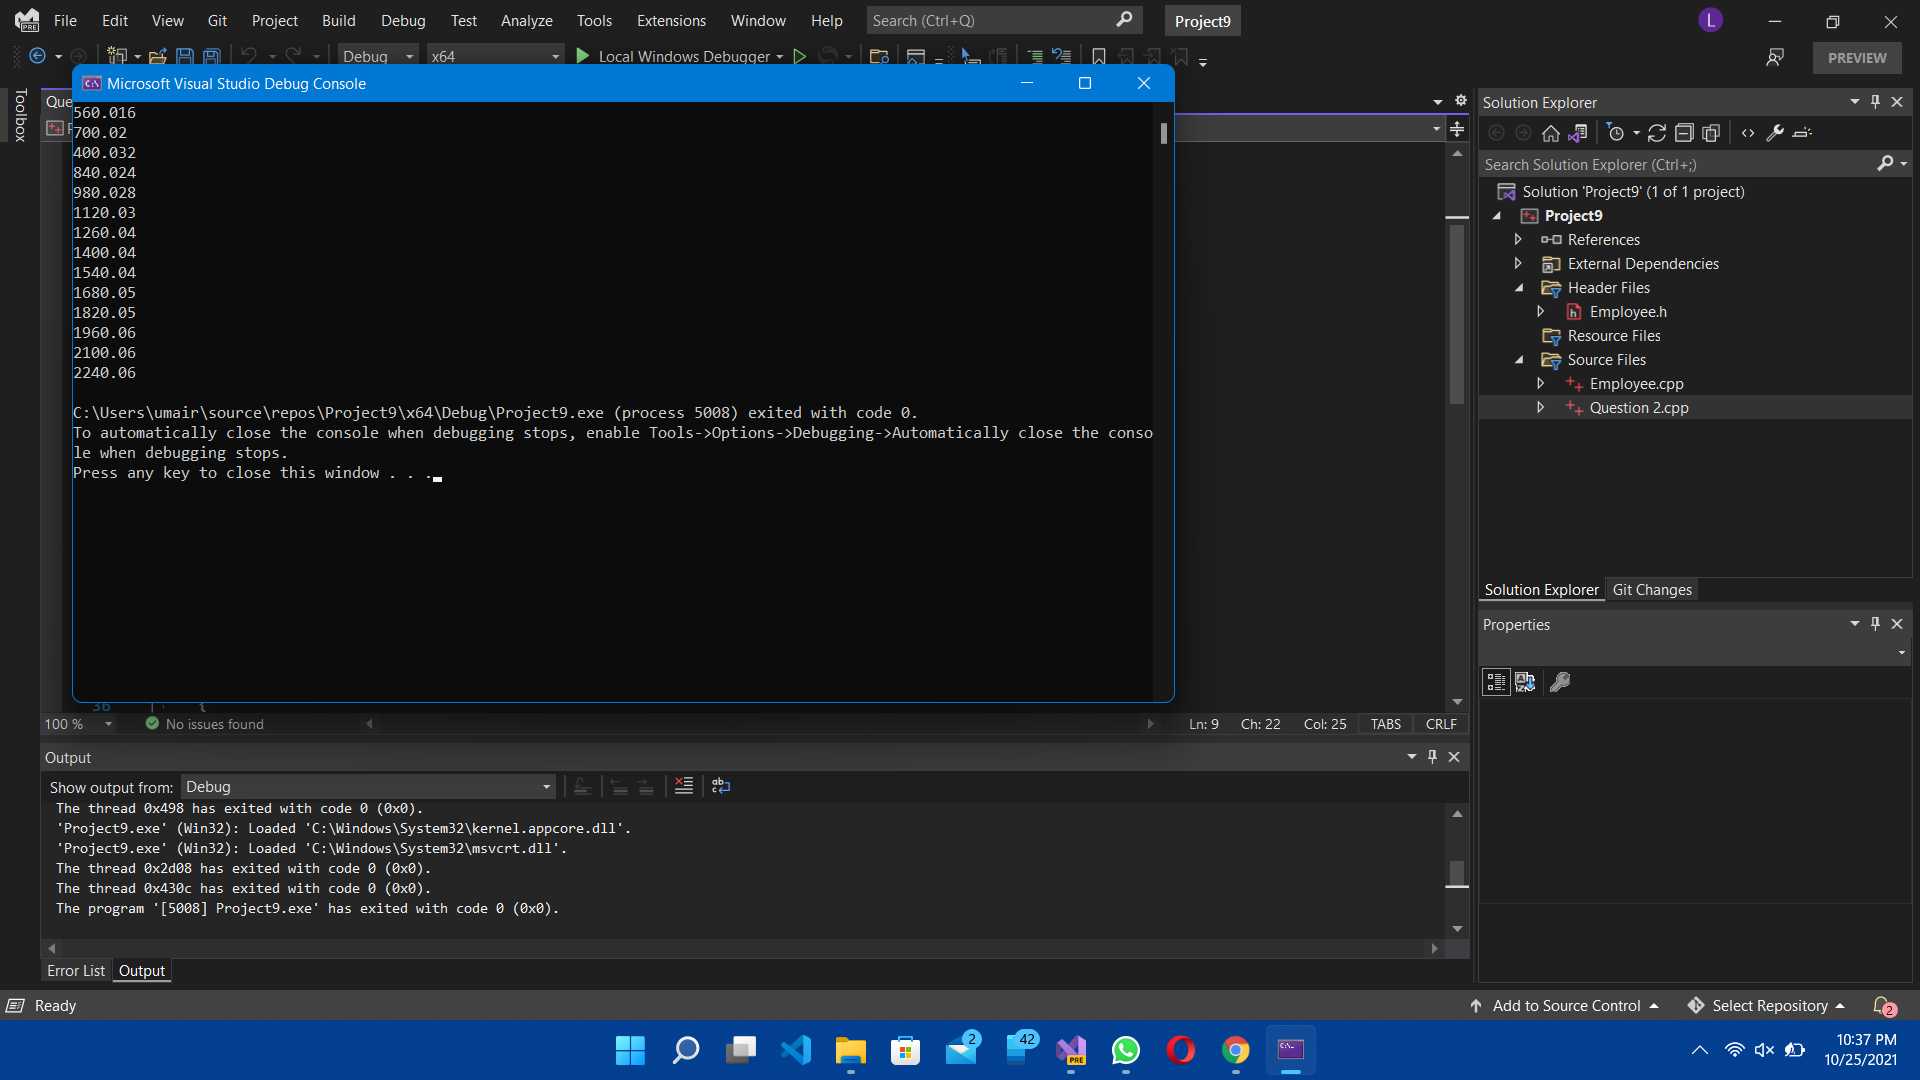 File Edit View Git Project Build Debug Test Analyze Tools Extensions Window Help Search (Ctrl+Q) Project9 L
PRE
Debug x64 Local Windows Debugger PREVIEW
Microsoft Visual Studio Debug Console
Toolbox
Que
560.016
700.02
400.032
840.024
980.028
1120.03
1260.04
1400.04
1540.04
1680.05
1820.05
1960.06
2100.06
2240.06
C:\Users\umair\source\repos\Project9\x64\Debug\Project9.exe (process 5008) exited with code 0.
To automatically close the console when debugging stops, enable Tools->Options->Debugging->Automatically close the conso
le when debugging stops.
Press any key to close this window . . .
36 {
100 % No issues found Ln: 9 Ch: 22 Col: 25 TABS CRLF
Solution Explorer
Search Solution Explorer (Ctrl+;)
Solution 'Project9' (1 of 1 project)
Project9
References
External Dependencies
Header Files
Employee.h
Resource Files
Source Files
Employee.cpp
Question 2.cpp
Solution Explorer Git Changes
Properties
Output
Show output from: Debug
The thread 0x498 has exited with code 0 (0x0).
'Project9.exe' (Win32): Loaded 'C:\Windows\System32\kernel.appcore.dll'.
'Project9.exe' (Win32): Loaded 'C:\Windows\System32\msvcrt.dll'.
The thread 0x2d08 has exited with code 0 (0x0).
The thread 0x430c has exited with code 0 (0x0).
The program '[5008] Project9.exe' has exited with code 0 (0x0).
Error List Output
Ready Add to Source Control Select Repository 2
2 42 PRE
10:37 PM
10/25/2021